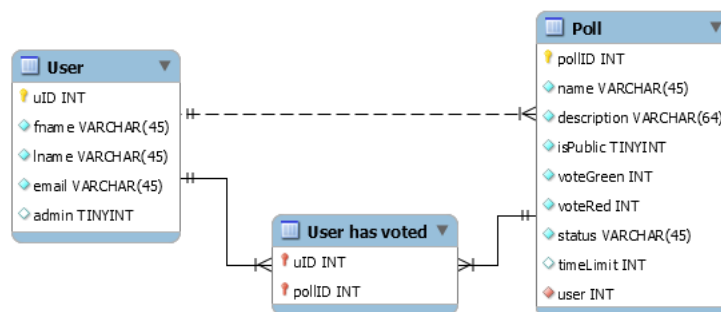 User
uID INT
fname VARCHAR(45)
lname VARCHAR(45)
email VARCHAR(45)
admin TINYINT
User has voted
uID INT
pollID INT
Poll
pollID INT
name VARCHAR(45)
description VARCHAR(64)
isPublic TINYINT
voteGreen INT
voteRed INT
status VARCHAR(45)
timeLimit INT
user INT